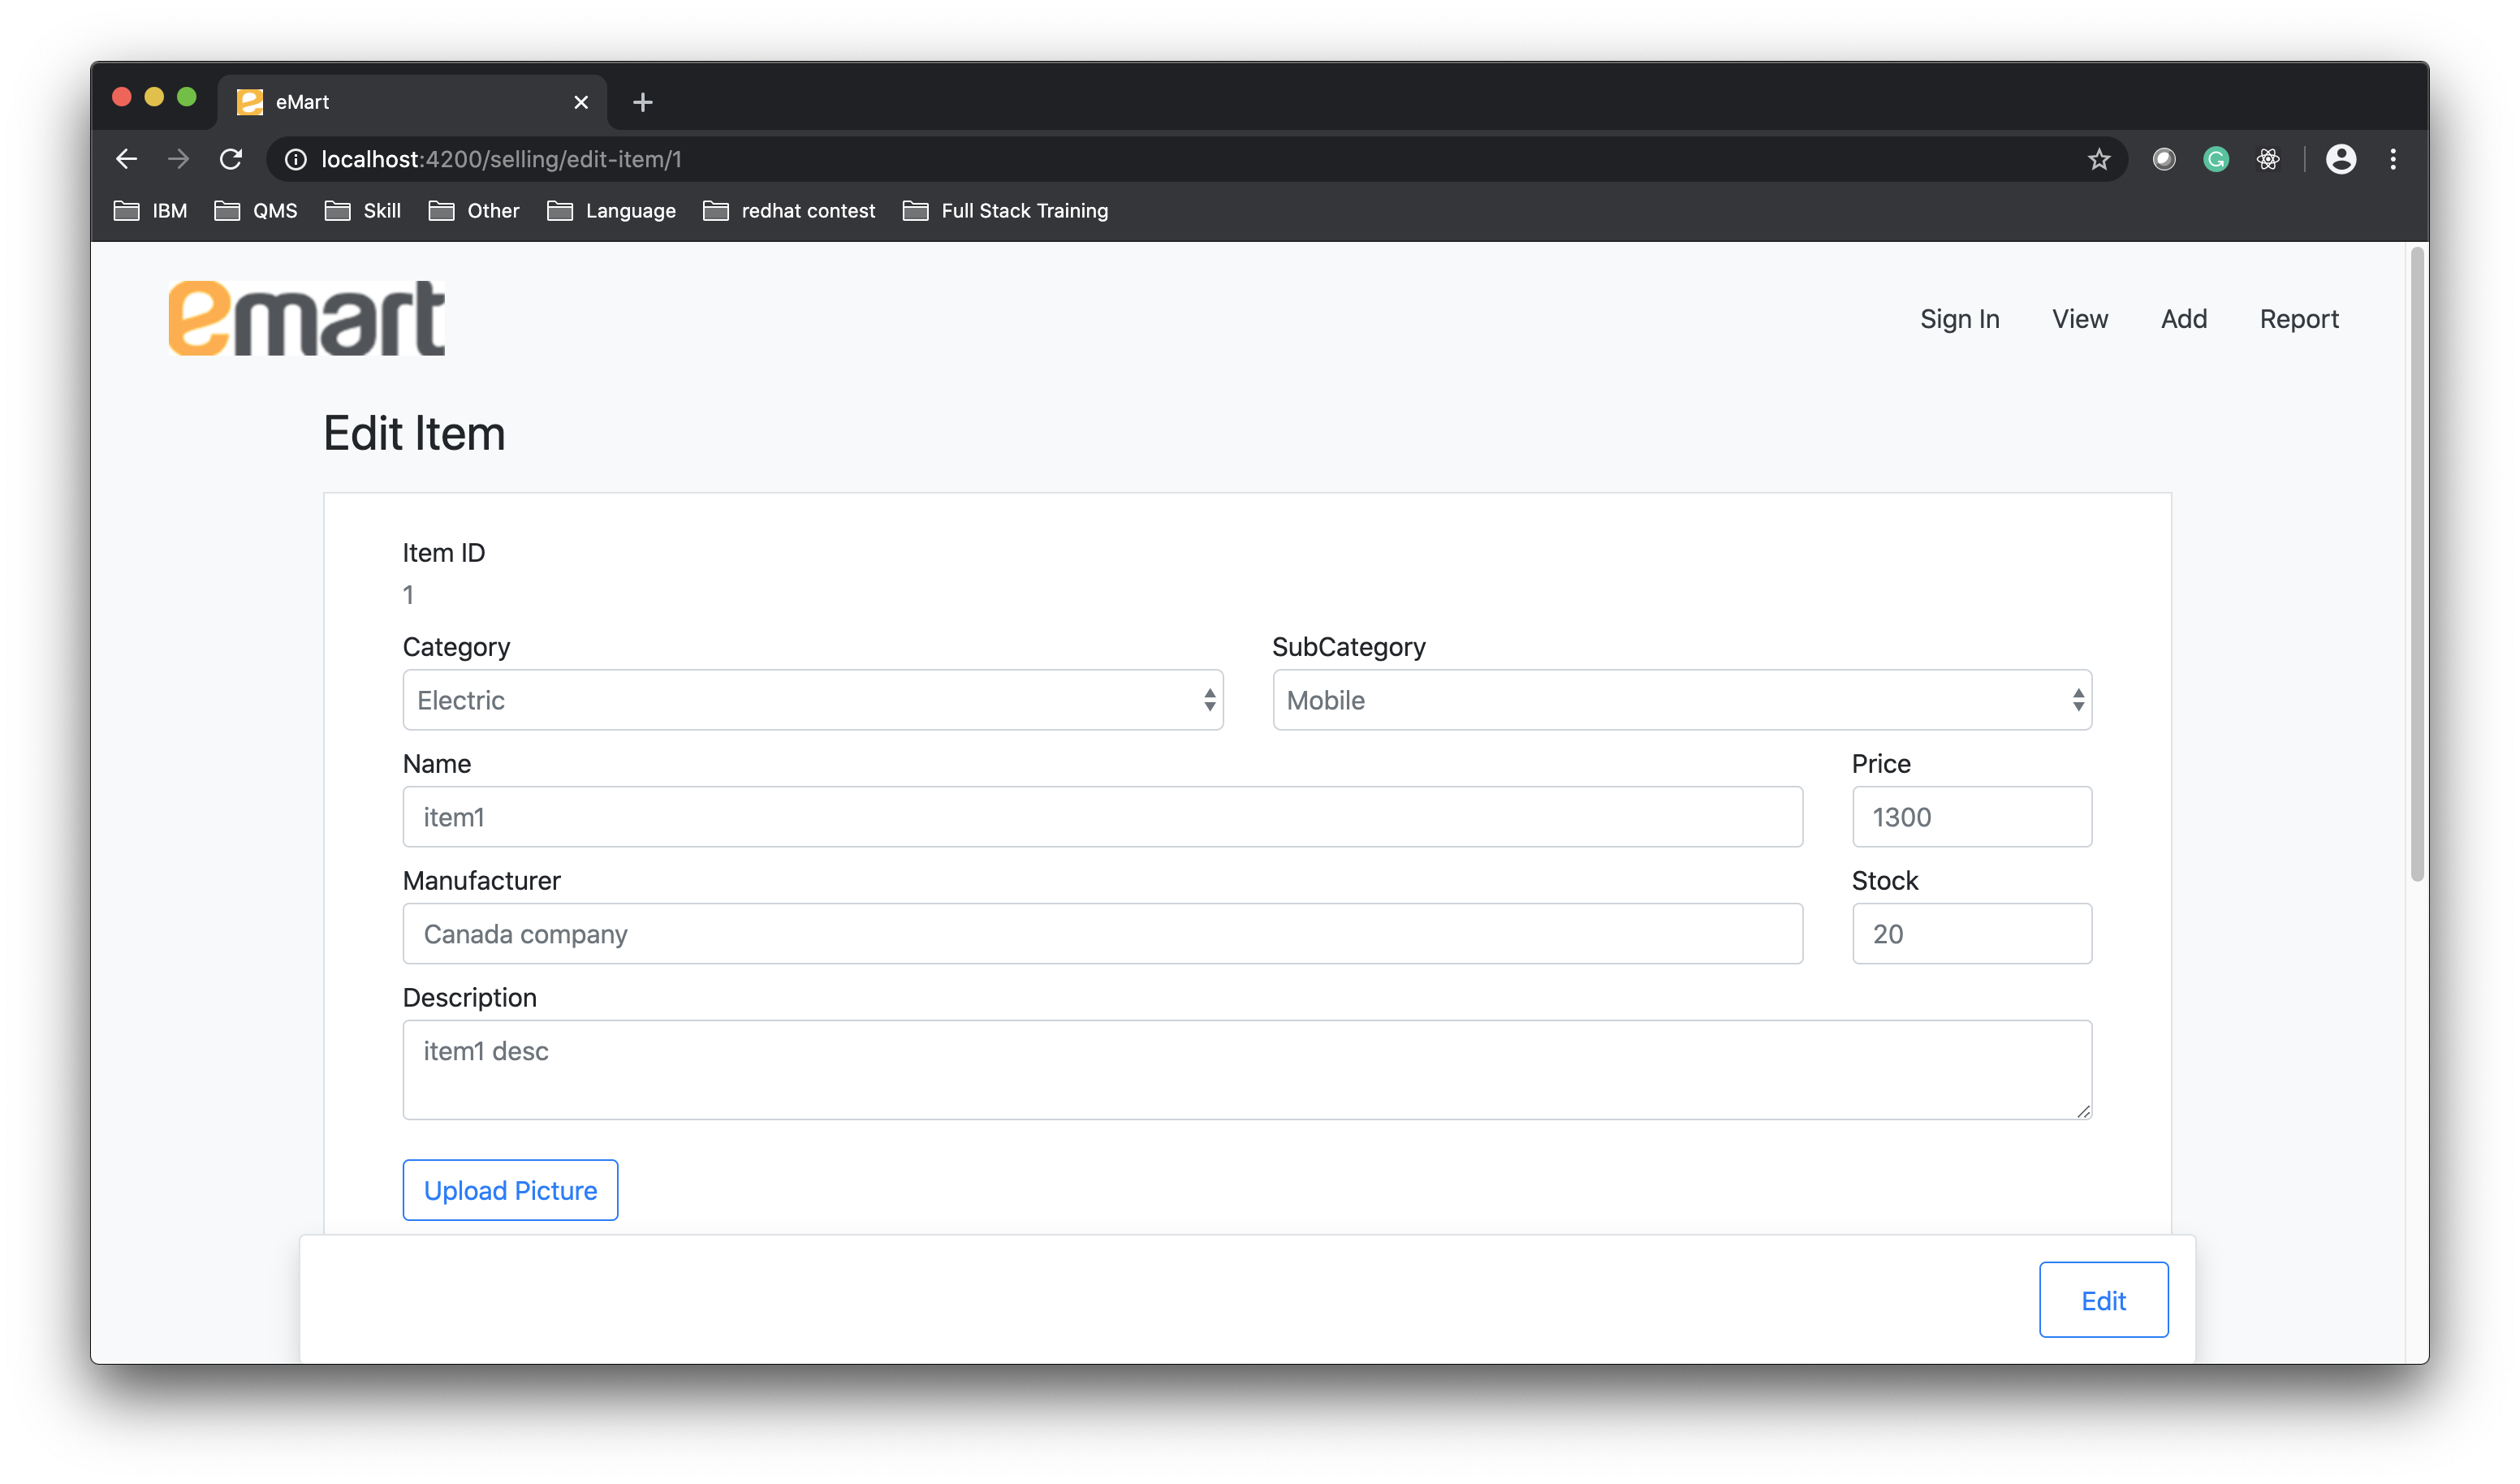 eMart
localhost:4200/selling/edit-item/1
IBM QMS Skill Other Language redhat contest Full Stack Training
emart
Sign In View Add Report
Edit Item
Item ID
1
Category SubCategory
Electric Mobile
Name Price
item1 1300
Manufacturer Stock
Canada company 20
Description
item1 desc
Upload Picture
Edit